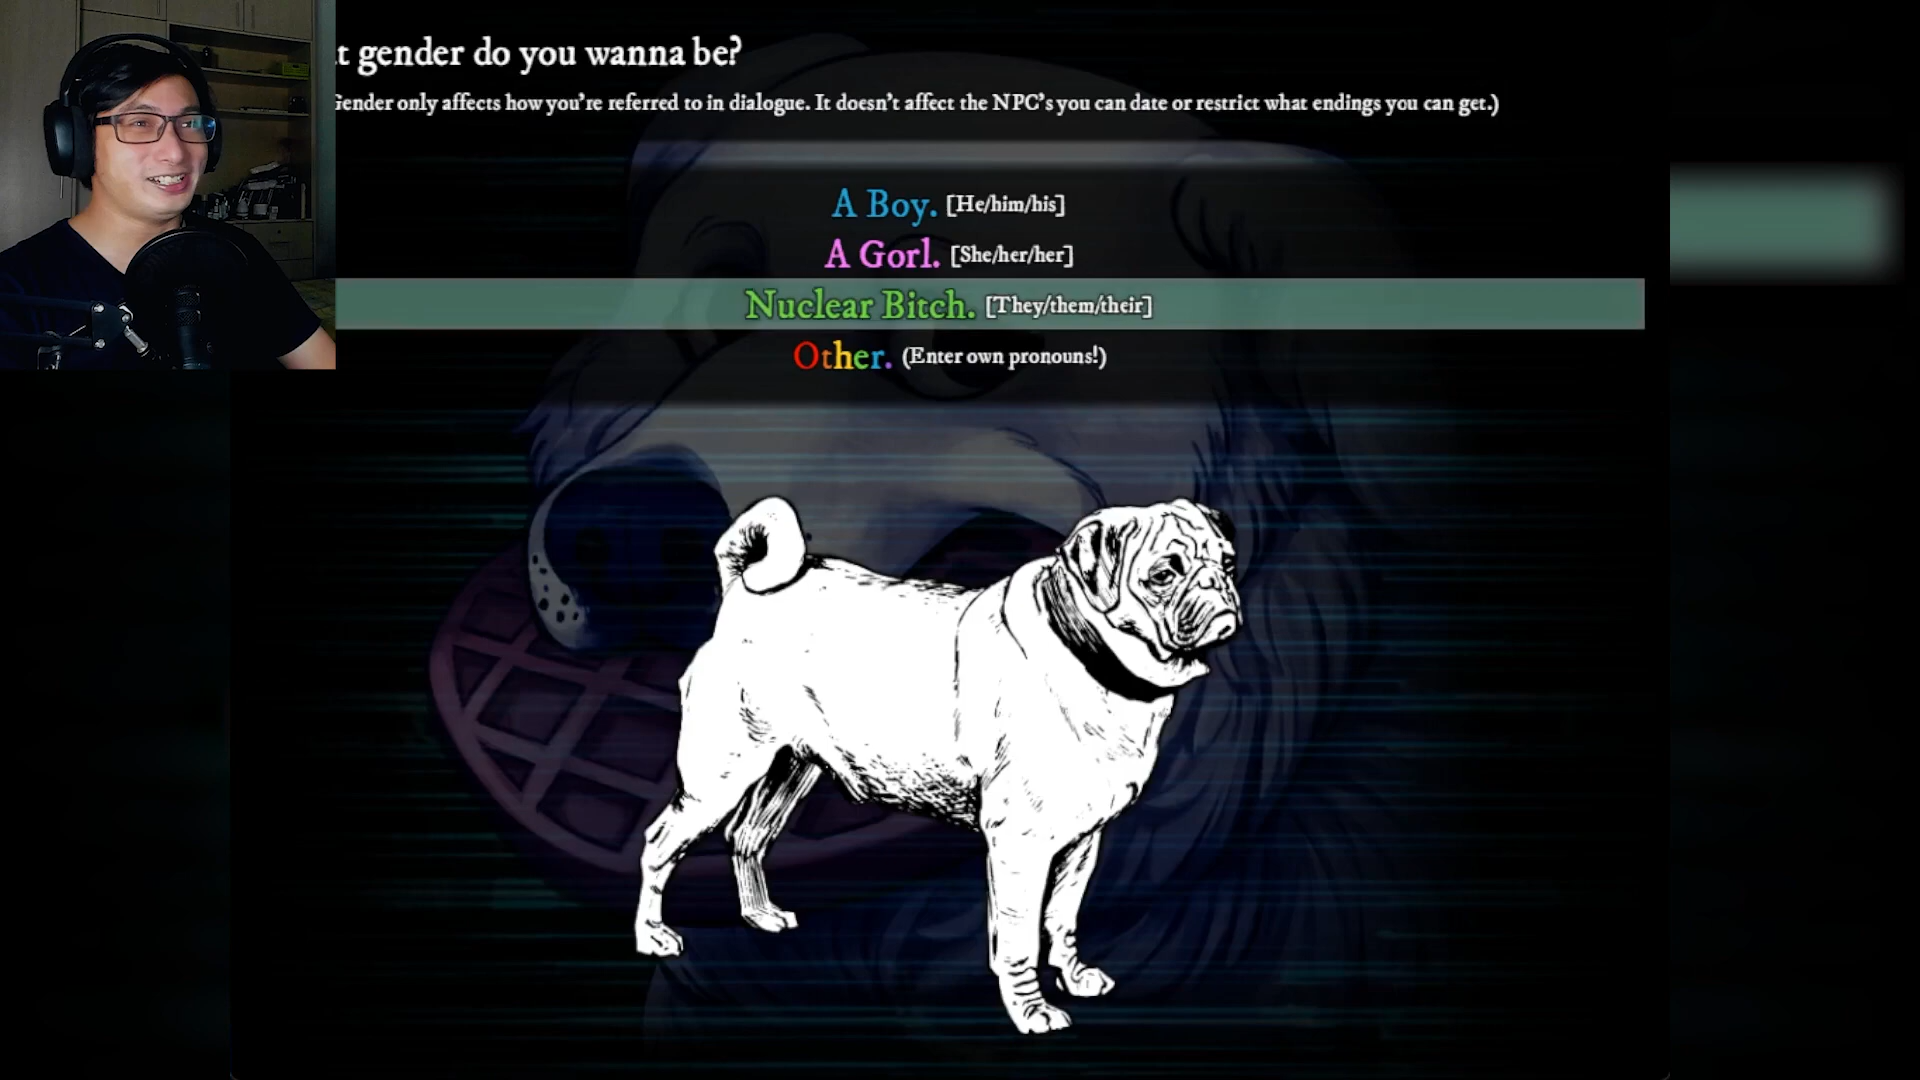 t gender do you wanna be?
Gender only affects how you're referred to in dialogue. It doesn't affect the NPC's you can date or restrict what endings you can get.)
A Boy. [He/him/his]
A Gorl. [She/her/her]
Nuclear Bitch. [They/them/their]
Other. (Enter own pronouns!)